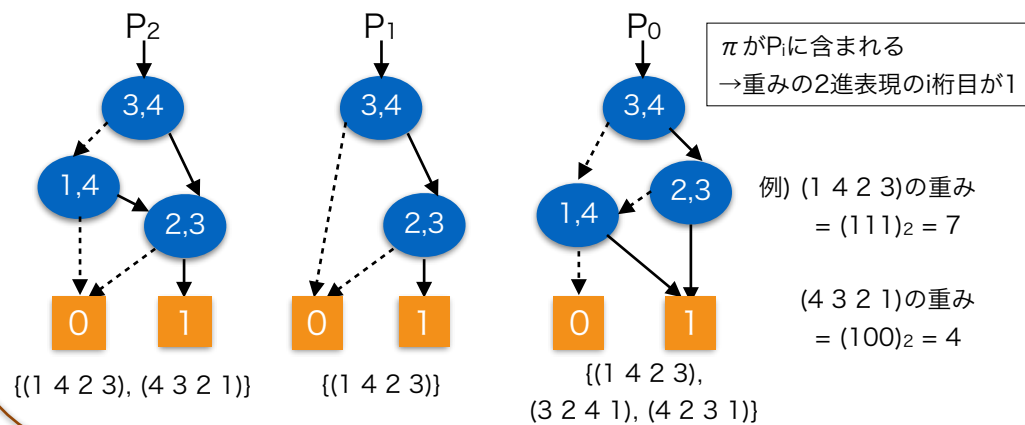 P2
3,4
1,4
2,3
0
1
{(1 4 2 3), (4 3 2 1)}
P1
3,4
2,3
0
1
{(1 4 2 3)}
P0
3,4
2,3
1,4
0
1
{(1 4 2 3),
(3 2 4 1), (4 2 3 1)}
πがPiに含まれる
→重みの2進表現のi桁目が1
例) (1 4 2 3)の重み
= (111)2 = 7
(4 3 2 1)の重み
= (100)2 = 4